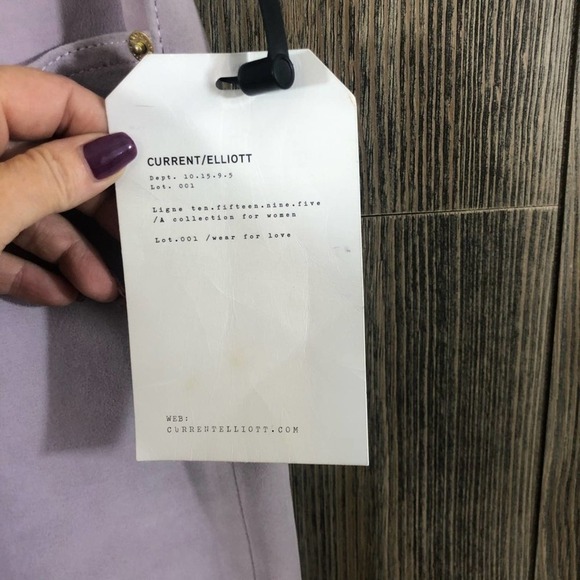 CURRENT/ELLIOTT
Dept. 10.15.9.5
Lot. 001
Ligne ten.fifteen.nine.five
/A collection for women
Lot.001 /wear for love
WEB:
CURRENTELLIOTT.COM